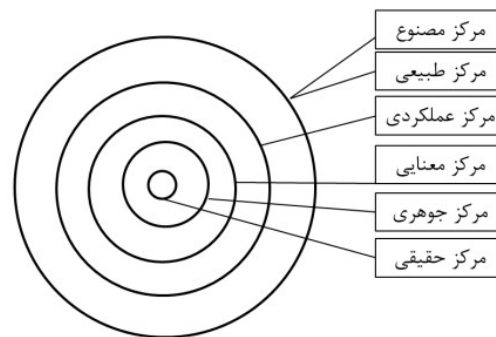 مرکز مصنوع
مرکز طبیعی
مرکز عملکردی
مرکز معنایی
مرکز جوهری
مرکز حقیقی